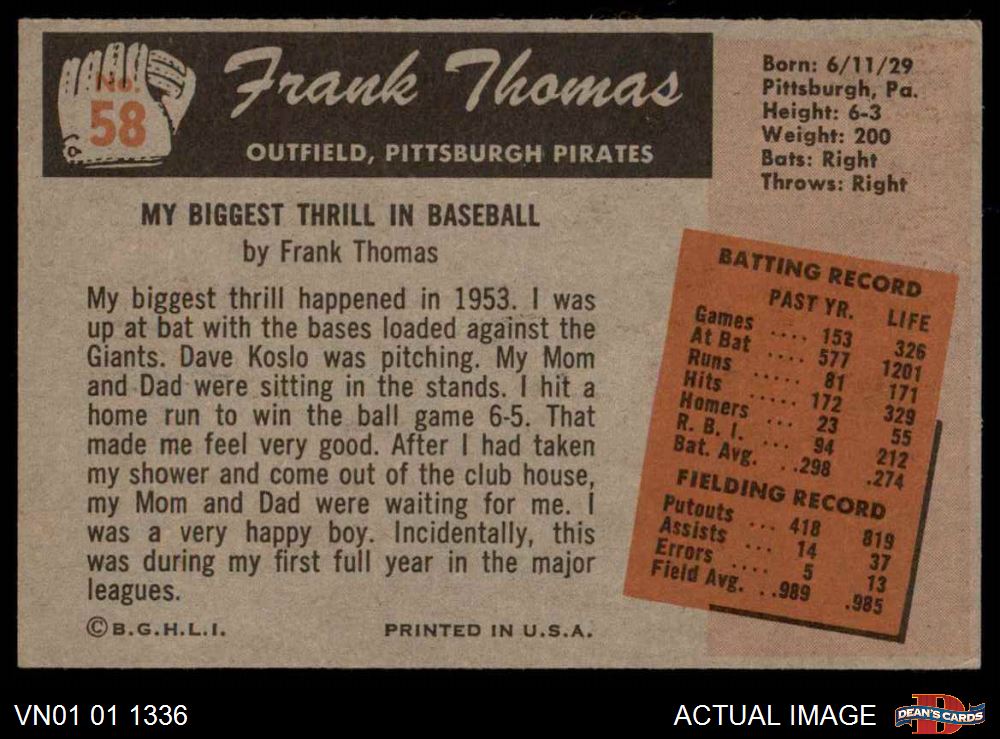 No.
58
Frank Thomas
OUTFIELD, PITTSBURGH PIRATES
Born: 6/11/29
Pittsburgh, Pa.
Height: 6-3
Weight: 200
Bats: Right
Throws: Right
MY BIGGEST THRILL IN BASEBALL
by Frank Thomas
My biggest thrill happened in 1953. I was
up at bat with the bases loaded against the
Giants. Dave Koslo was pitching. My Mom
and Dad were sitting in the stands. I hit a
home run to win the ball game 6-5. That
made me feel very good. After I had taken
my shower and come out of the club house,
my Mom and Dad were waiting for me. I
was a very happy boy. Incidentally, this
was during my first full year in the major
leagues.
©B.G.H.L.I. PRINTED IN U.S.A.
BATTING RECORD
PAST YR. LIFE
Games .... 153 326
At Bat .... 577 1201
Runs ..... 81 171
Hits ..... 172 329
Homers ... 23 55
R. B. I. ... 94 212
Bat. Avg. ..298 .274
FIELDING RECORD
Putouts ... 418 819
Assists ... 14 37
Errors .... 5 13
Field Avg. ..989 .985
VN01 01 1336 ACTUAL IMAGE DEAN'S CARDS